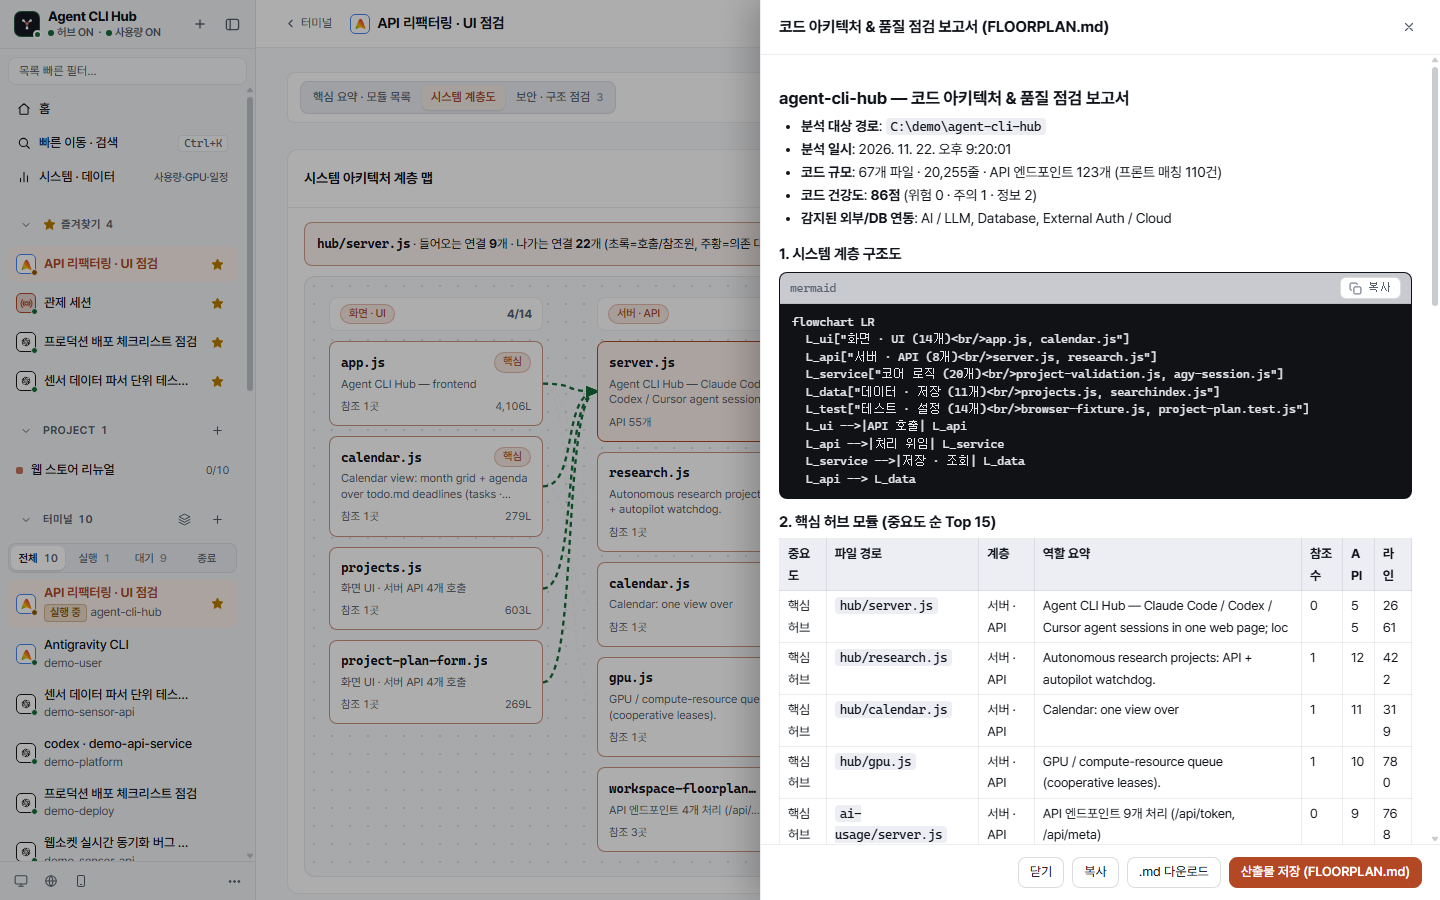 Agent CLI Hub
허브 ON · 사용량 ON
목록 빠른 필터...
홈
빠른 이동 · 검색 Ctrl+K
시스템 · 데이터 사용량·GPU·일정
즐겨찾기 4
API 리팩터링 · UI 점검
관제 세션
프로덕션 배포 체크리스트 점검
센서 데이터 파서 단위 테스...
PROJECT 1
웹 스토어 리뉴얼 0/10
터미널 10
전체 10 실행 1 대기 9 종료
API 리팩터링 · UI 점검
실행 중 agent-cli-hub
Antigravity CLI
demo-user
센서 데이터 파서 단위 테스...
demo-sensor-api
codex · demo-api-service
demo-platform
프로덕션 배포 체크리스트 점검
demo-deploy
웹소켓 실시간 동기화 버그 ...
demo-sensor-api
터미널 API 리팩터링 · UI 점검
핵심 요약 · 모듈 목록 시스템 계층도 보안 · 구조 점검 3
시스템 아키텍처 계층 맵
hub/server.js · 들어오는 연결 9개 · 나가는 연결 22개 (초록=호출/참조원, 주황=의존 대
화면 · UI 4/14
app.js 핵심
Agent CLI Hub — frontend
참조 1곳 4,106L
calendar.js 핵심
Calendar view: month grid + agenda
over todo.md deadlines (tasks ·...
참조 1곳 279L
projects.js
화면 UI · 서버 API 4개 호출
참조 1곳 603L
project-plan-form.js
화면 UI · 서버 API 4개 호출
참조 1곳 269L
서버 · API
server.js
Agent CLI Hub — Claude Cod
Codex / Cursor agent session
API 55개
research.js
Autonomous research project
+ autopilot watchdog.
참조 1곳
calendar.js
Calendar: one view over
참조 1곳
gpu.js
GPU / compute-resource que
(cooperative leases).
참조 1곳
workspace-floorplan...
API 엔드포인트 4개 처리 (/api/...
참조 3곳
코드 아키텍처 & 품질 점검 보고서 (FLOORPLAN.md)
agent-cli-hub — 코드 아키텍처 & 품질 점검 보고서
• 분석 대상 경로: C:\demo\agent-cli-hub
• 분석 일시: 2026. 11. 22. 오후 9:20:01
• 코드 규모: 67개 파일 · 20,255줄 · API 엔드포인트 123개 (프론트 매칭 110건)
• 코드 건강도: 86점 (위험 0 · 주의 1 · 정보 2)
• 감지된 외부/DB 연동: AI / LLM, Database, External Auth / Cloud
1. 시스템 계층 구조도
mermaid 복사
flowchart LR
L_ui["화면 · UI (14개)<br/>app.js, calendar.js"]
L_api["서버 · API (8개)<br/>server.js, research.js"]
L_service["코어 로직 (20개)<br/>project-validation.js, agy-session.js"]
L_data["데이터 · 저장 (11개)<br/>projects.js, searchindex.js"]
L_test["테스트 · 설정 (14개)<br/>browser-fixture.js, project-plan.test.js"]
L_ui -->|API 호출| L_api
L_api -->|처리 위임| L_service
L_service -->|저장 · 조회| L_data
L_api --> L_data
2. 핵심 허브 모듈 (중요도 순 Top 15)
중요도 파일 경로 계층 역할 요약 참조 수 API 라인
핵심 허브 hub/server.js 서버 · API Agent CLI Hub — Claude Code / Codex / Cursor agent sessions in one web page; loc 0 55 2661
핵심 허브 hub/research.js 서버 · API Autonomous research projects: API + autopilot watchdog. 1 12 422
핵심 허브 hub/calendar.js 서버 · API Calendar: one view over 1 11 319
핵심 허브 hub/gpu.js 서버 · API GPU / compute-resource queue (cooperative leases). 1 10 780
핵심 허브 ai-usage/server.js 서버 · API API 엔드포인트 9개 처리 (/api/token, /api/meta) 0 9 768
닫기 복사 .md 다운로드 산출물 저장 (FLOORPLAN.md)